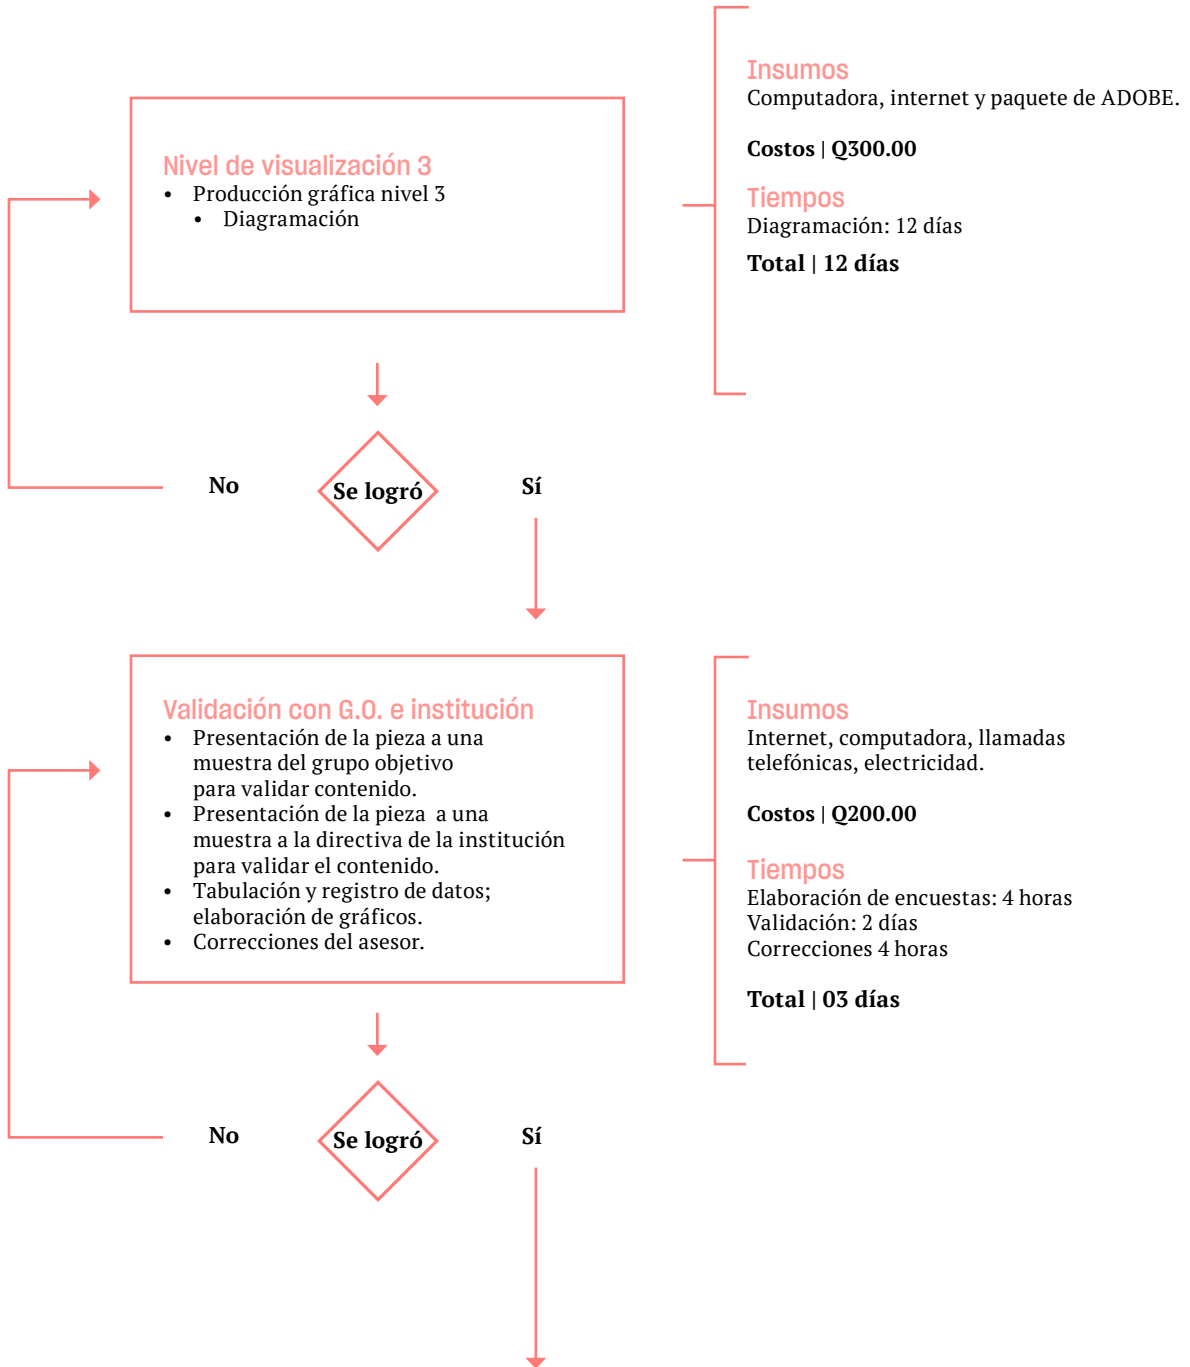 Nivel de visualización 3
• Producción gráfica nivel 3
• Diagramación
Insumos
Computadora, internet y paquete de ADOBE.
Costos | Q300.00
Tiempos
Diagramación: 12 días
Total | 12 días
No
Se logró
Sí
Validación con G.O. e institución
• Presentación de la pieza a una
muestra del grupo objetivo
para validar contenido.
• Presentación de la pieza a una
muestra a la directiva de la institución
para validar el contenido.
• Tabulación y registro de datos;
elaboración de gráficos.
• Correcciones del asesor.
Insumos
Internet, computadora, llamadas
telefónicas, electricidad.
Costos | Q200.00
Tiempos
Elaboración de encuestas: 4 horas
Validación: 2 días
Correcciones 4 horas
Total | 03 días
No
Se logró
Sí